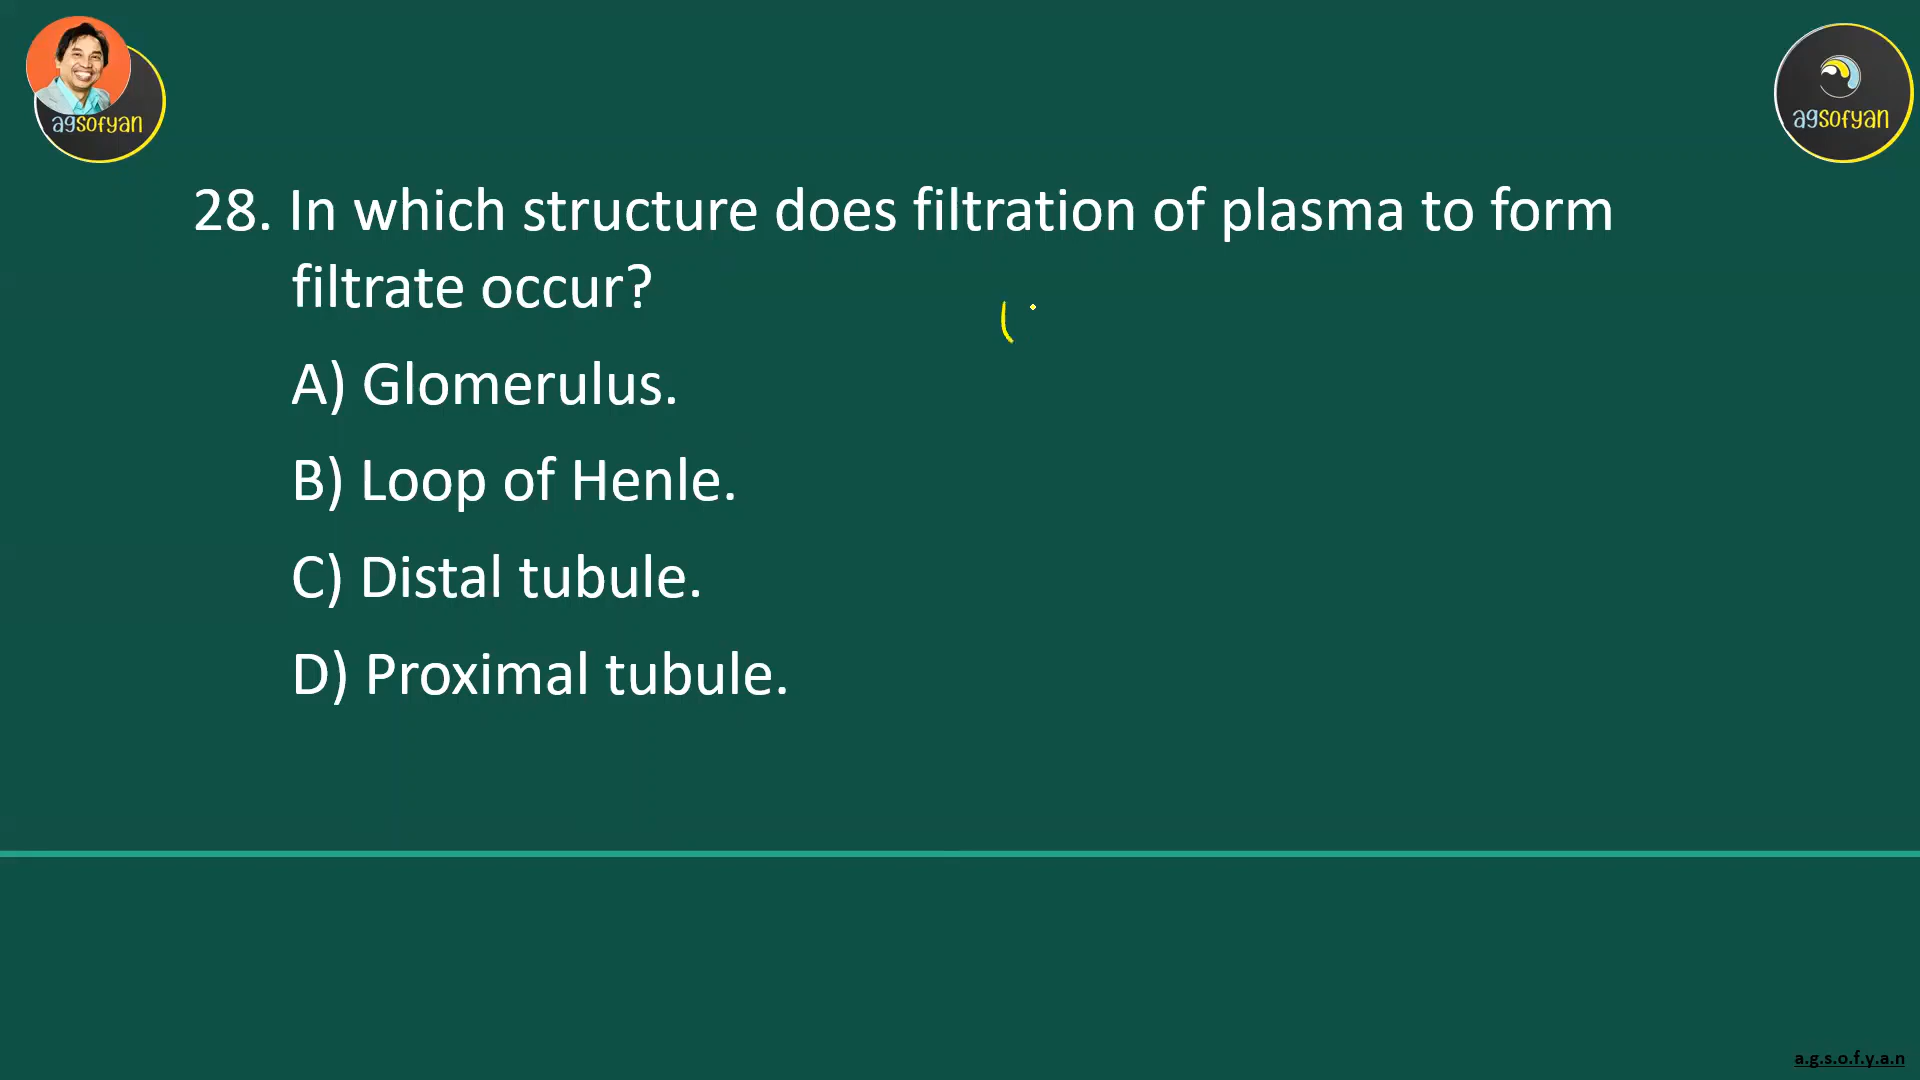 agsofyan
agsofyan
28. In which structure does filtration of plasma to form
filtrate occur?
A) Glomerulus.
B) Loop of Henle.
C) Distal tubule.
D) Proximal tubule.
a.g.s.o.f.y.a.n